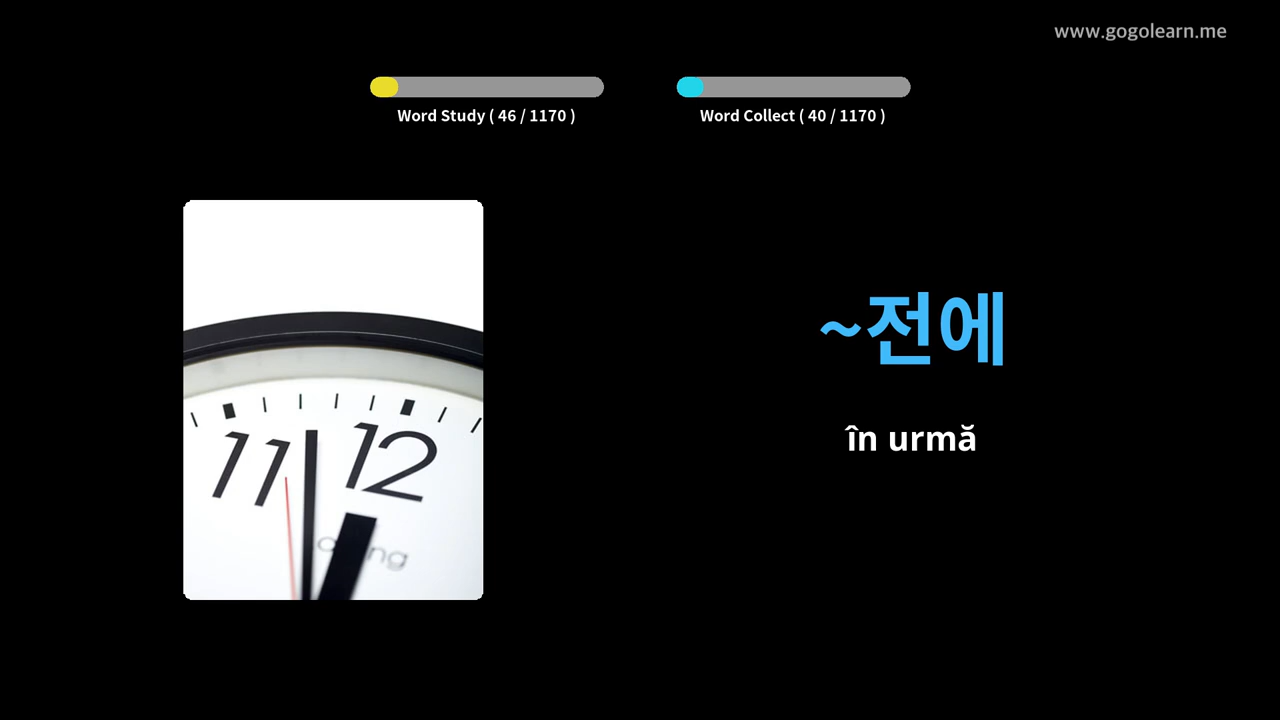 www.gogolearn.me
Word Study ( 46 / 1170 )
Word Collect ( 40 / 1170 )
11 12
~전에
în urmă